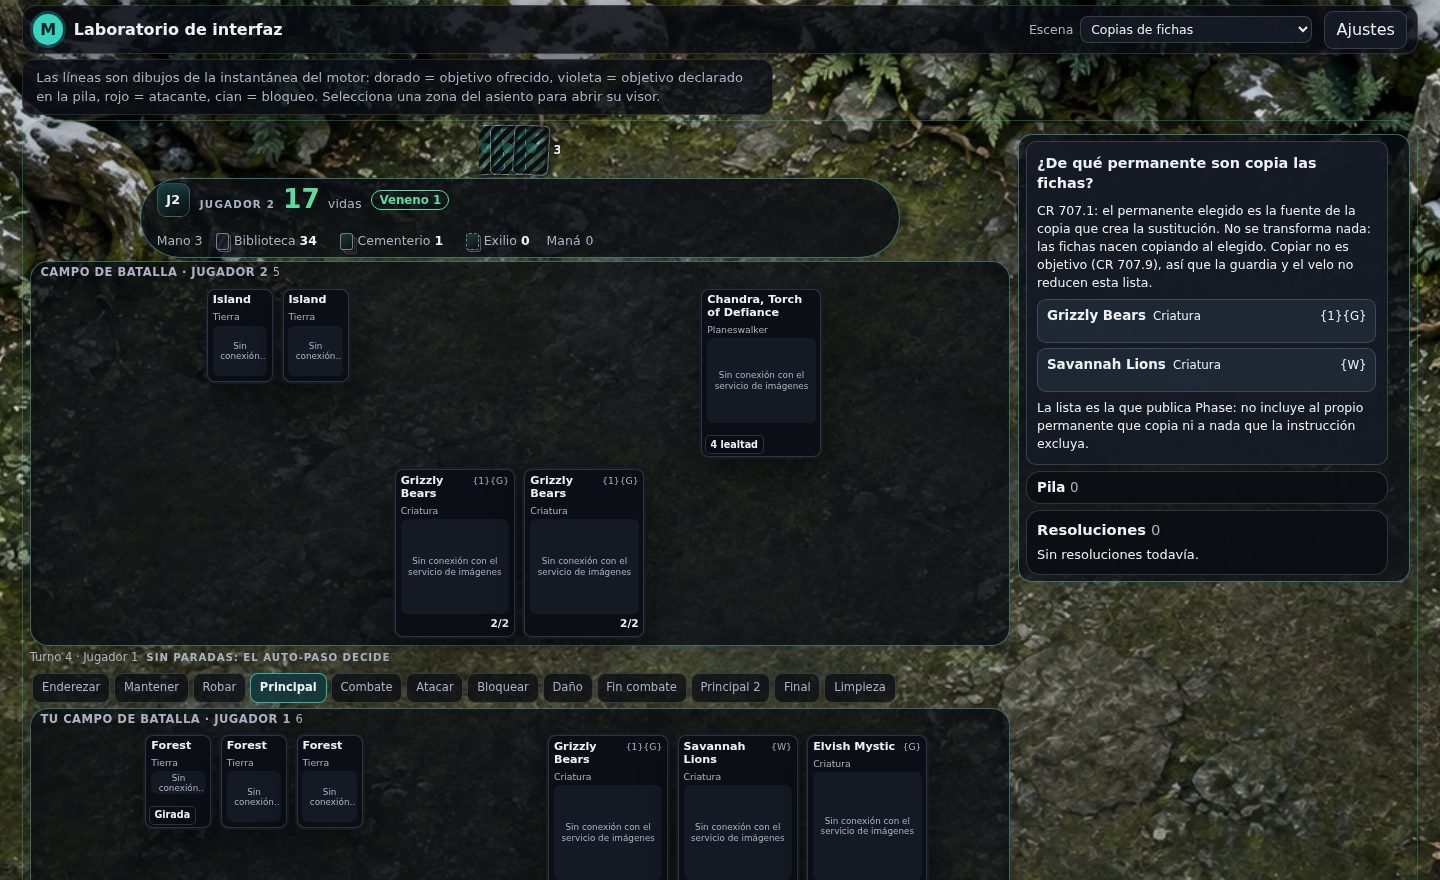 M Laboratorio de interfaz
Escena Copias de fichas Ajustes
Las líneas son dibujos de la instantánea del motor: dorado = objetivo ofrecido, violeta = objetivo declarado
en la pila, rojo = atacante, cian = bloqueo. Selecciona una zona del asiento para abrir su visor.
3
J2 JUGADOR 2 17 vidas Veneno 1
Mano 3 Biblioteca 34 Cementerio 1 Exilio 0 Maná 0
CAMPO DE BATALLA · JUGADOR 2 5
Island
Tierra
Sin
conexión..
Island
Tierra
Sin
conexión..
Chandra, Torch
of Defiance
Planeswalker
Sin conexión con el
servicio de imágenes
4 lealtad
Grizzly
Bears
{1}{G}
Criatura
Sin conexión con el
servicio de imágenes
2/2
Grizzly
Bears
{1}{G}
Criatura
Sin conexión con el
servicio de imágenes
2/2
Turno 4 · Jugador 1 SIN PARADAS: EL AUTO-PASO DECIDE
Enderezar Mantener Robar Principal Combate Atacar Bloquear Daño Fin combate Principal 2 Final Limpieza
TU CAMPO DE BATALLA · JUGADOR 1 6
Forest
Tierra
Sin
conexión..
Girada
Forest
Tierra
Sin
conexión..
Forest
Tierra
Sin
conexión..
Grizzly
Bears
{1}{G}
Criatura
Sin conexión con el
servicio de imágenes
Savannah
Lions
{W}
Criatura
Sin conexión con el
servicio de imágenes
Elvish Mystic {G}
Criatura
Sin conexión con el
servicio de imágenes
¿De qué permanente son copia las
fichas?
CR 707.1: el permanente elegido es la fuente de la
copia que crea la sustitución. No se transforma nada:
las fichas nacen copiando al elegido. Copiar no es
objetivo (CR 707.9), así que la guardia y el velo no
reducen esta lista.
Grizzly Bears Criatura {1}{G}
Savannah Lions Criatura {W}
La lista es la que publica Phase: no incluye al propio
permanente que copia ni a nada que la instrucción
excluya.
Pila 0
Resoluciones 0
Sin resoluciones todavía.